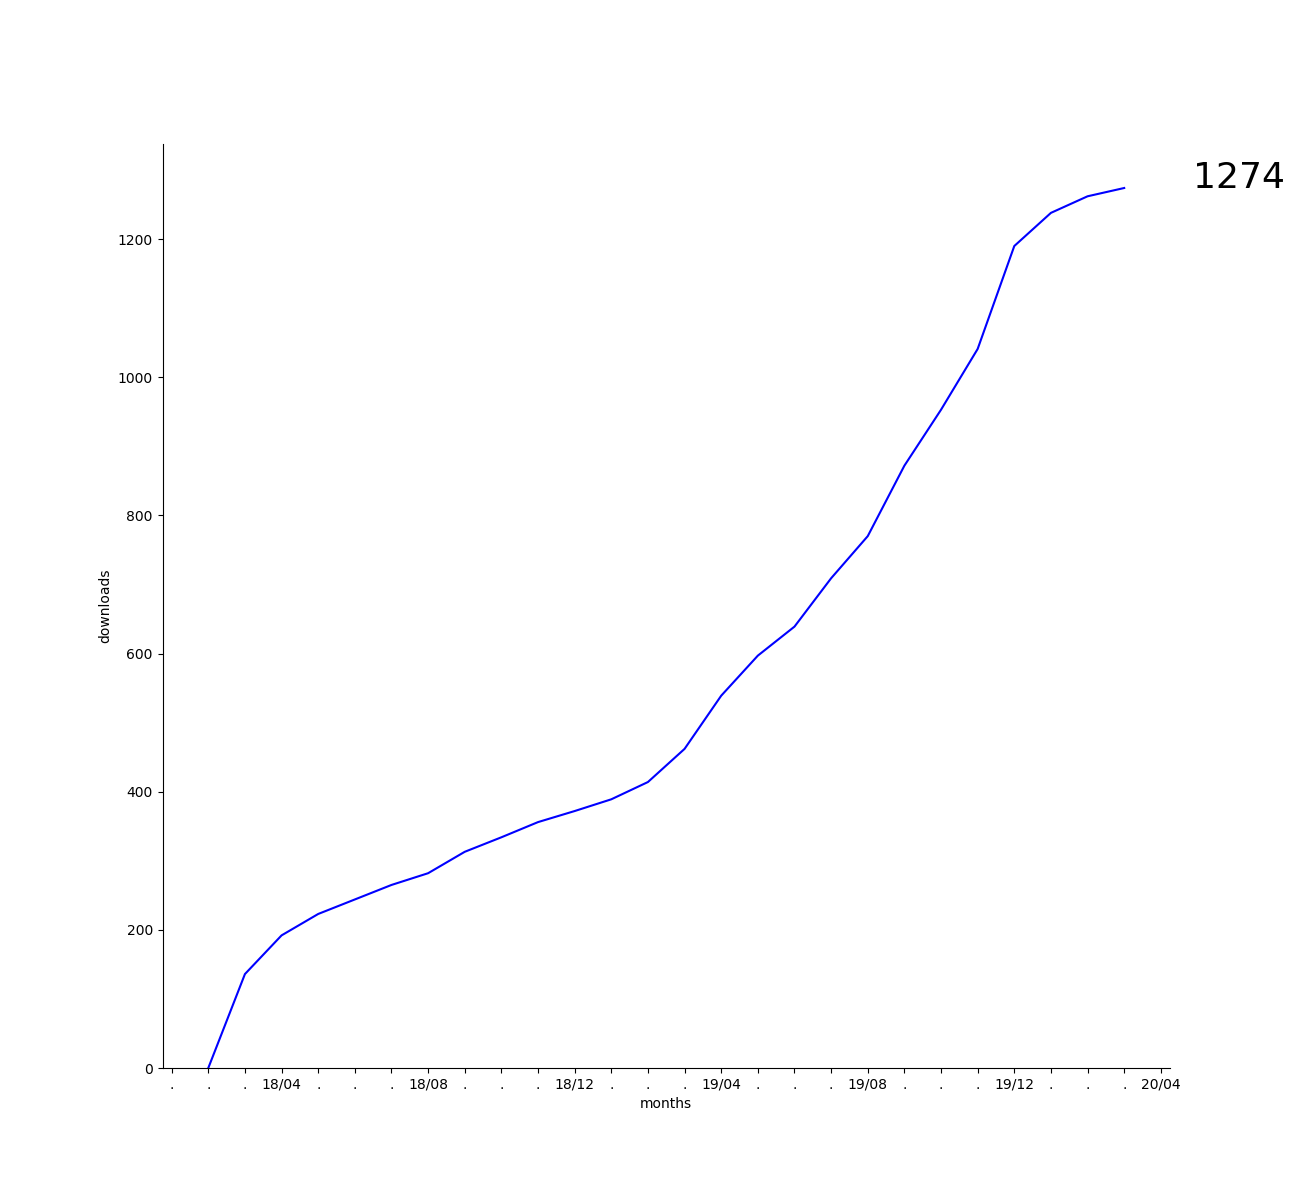 1274
1200
1000
800
600
400
200
0
downloads
. . . 18/04 . . . 18/08 . . . 18/12 . . . 19/04 . . . 19/08 . . . 19/12 . . . 20/04
months